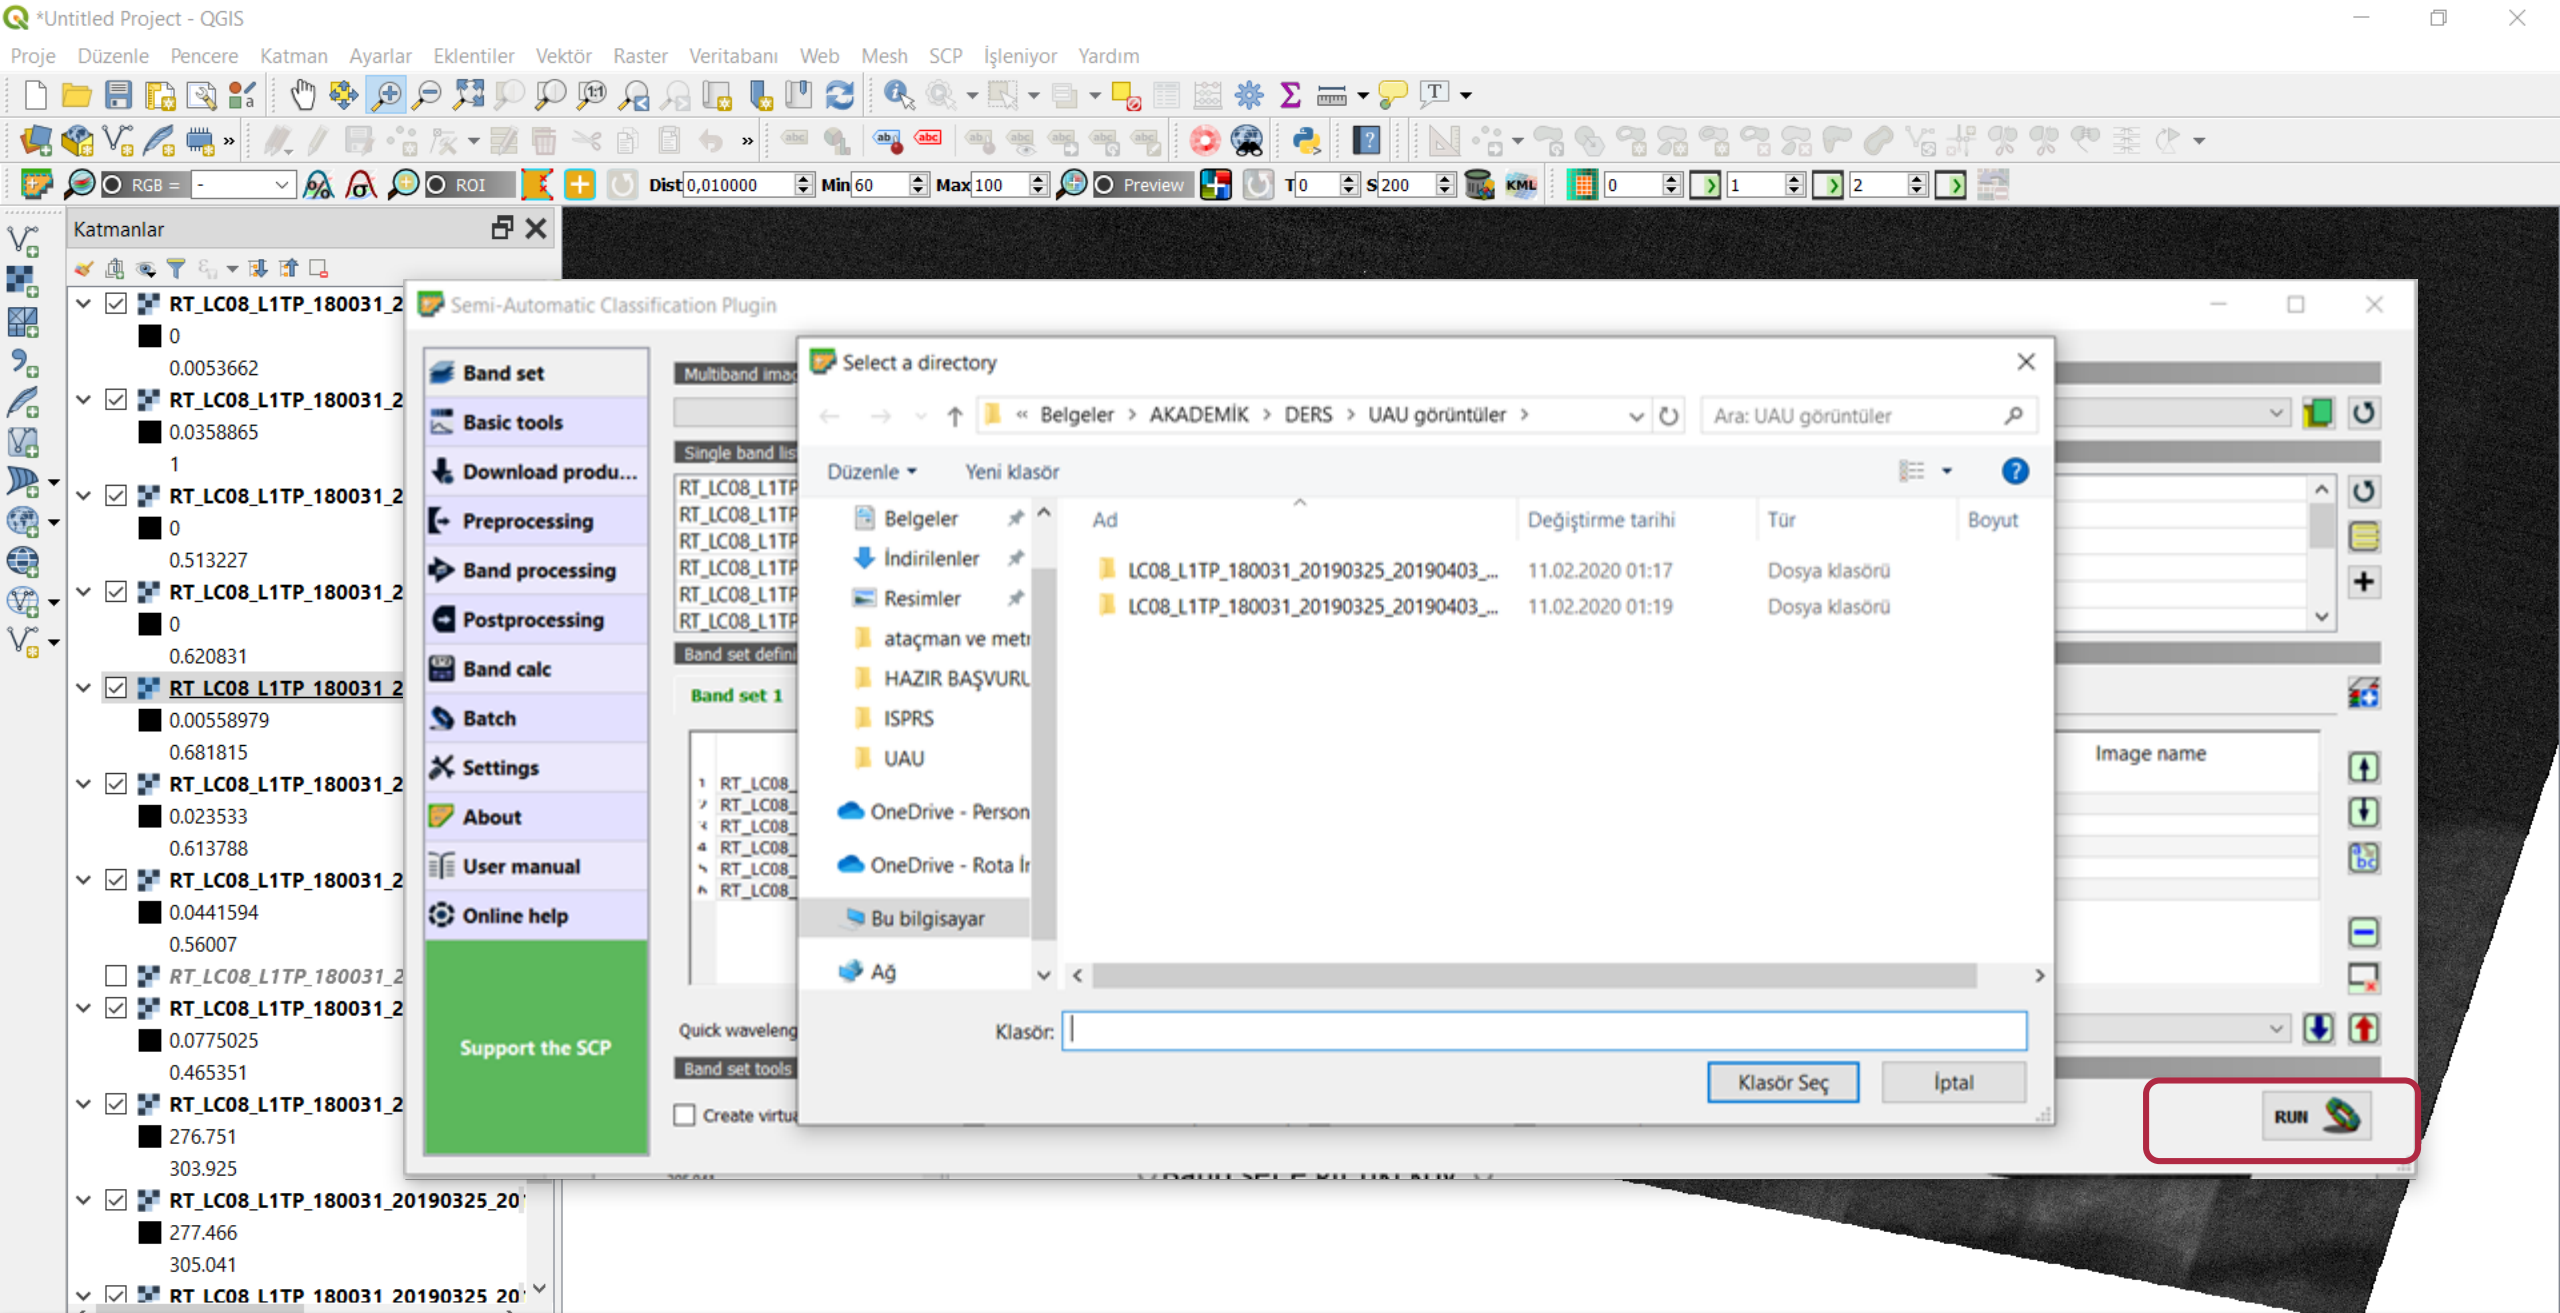 *Untitled Project - QGIS
Proje Düzenle Pencere Katman Ayarlar Eklentiler Vektör Raster Veritabanı Web Mesh SCP İşleniyor Yardım
RGB = - ROI Dist 0,010000 Min 60 Max 100 Preview T 0 S 200 KML 0 1 2
Katmanlar
RT_LC08_L1TP_180031_2
0
0.0053662
RT_LC08_L1TP_180031_2
0.0358865
1
RT_LC08_L1TP_180031_2
0
0.513227
RT_LC08_L1TP_180031_2
0
0.620831
RT_LC08_L1TP_180031_2
0.00558979
0.681815
RT_LC08_L1TP_180031_2
0.023533
0.613788
RT_LC08_L1TP_180031_2
0.0441594
0.56007
RT_LC08_L1TP_180031_2
RT_LC08_L1TP_180031_2
0.0775025
0.465351
RT_LC08_L1TP_180031_2
276.751
303.925
RT_LC08_L1TP_180031_20190325_20
277.466
305.041
RT_LC08_L1TP_180031_20190325_20
Semi-Automatic Classification Plugin
Band set
Basic tools
Download produ...
Preprocessing
Band processing
Postprocessing
Band calc
Batch
Settings
About
User manual
Online help
Support the SCP
Multiband imag
Single band lis
RT_LC08_L1TP
RT_LC08_L1TP
RT_LC08_L1TP
RT_LC08_L1TP
RT_LC08_L1TP
RT_LC08_L1TP
Band set defini
Band set 1
Image name
1 RT_LC08_
2 RT_LC08_
3 RT_LC08_
4 RT_LC08_
5 RT_LC08_
6 RT_LC08_
Quick waveleng
Band set tools
Create virtua
RUN
Select a directory
« Belgeler > AKADEMİK > DERS > UAU görüntüler >
Ara: UAU görüntüler
Düzenle Yeni klasör
Belgeler
İndirilenler
Resimler
ataçman ve metr
HAZIR BAŞVURU
ISPRS
UAU
OneDrive - Person
OneDrive - Rota İr
Bu bilgisayar
Ağ
Ad Değiştirme tarihi Tür Boyut
LC08_L1TP_180031_20190325_20190403_... 11.02.2020 01:17 Dosya klasörü
LC08_L1TP_180031_20190325_20190403_... 11.02.2020 01:19 Dosya klasörü
Klasör:
Klasör Seç İptal